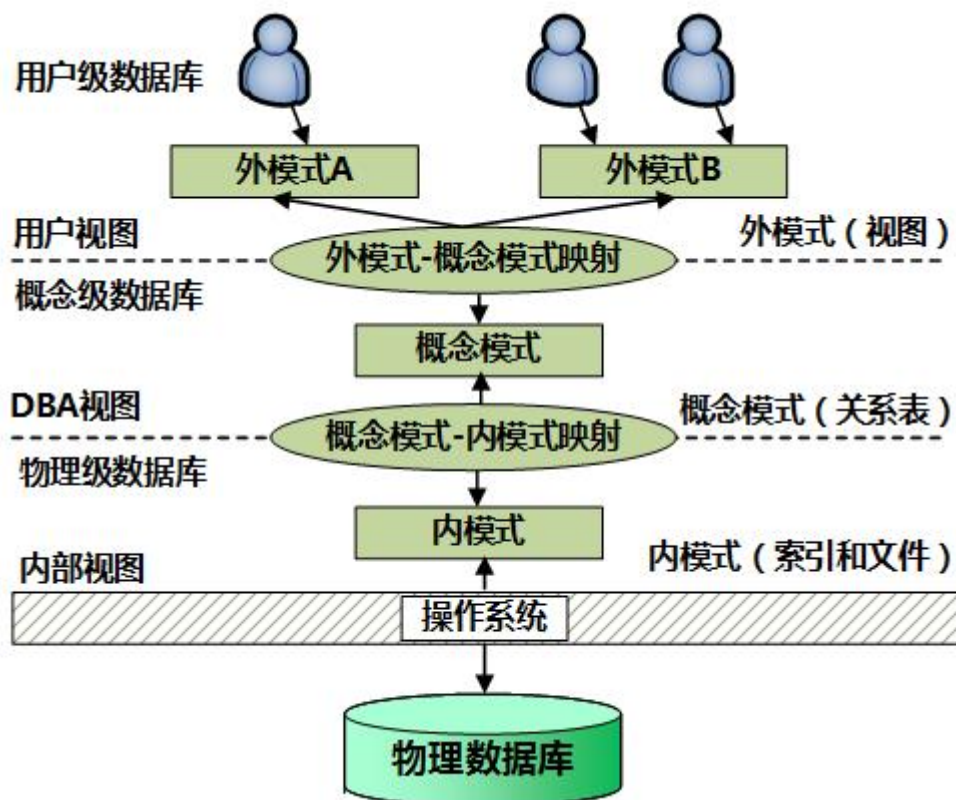 用户级数据库
外模式A
外模式B
用户视图
外模式（视图）
外模式-概念模式映射
概念级数据库
概念模式
DBA视图
概念模式（关系表）
概念模式-内模式映射
物理级数据库
内模式
内部视图
内模式（索引和文件）
操作系统
物理数据库